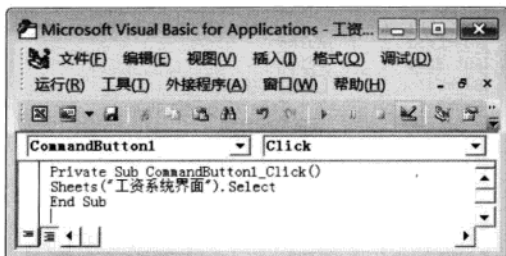 Microsoft Visual Basic for Applications - 工资...
文件(F) 编辑(E) 视图(V) 插入(I) 格式(O) 调试(D)
运行(R) 工具(T) 外接程序(A) 窗口(W) 帮助(H)
CommandButton1 Click
Private Sub CommandButton1_Click()
Sheets("工资系统界面").Select
End Sub